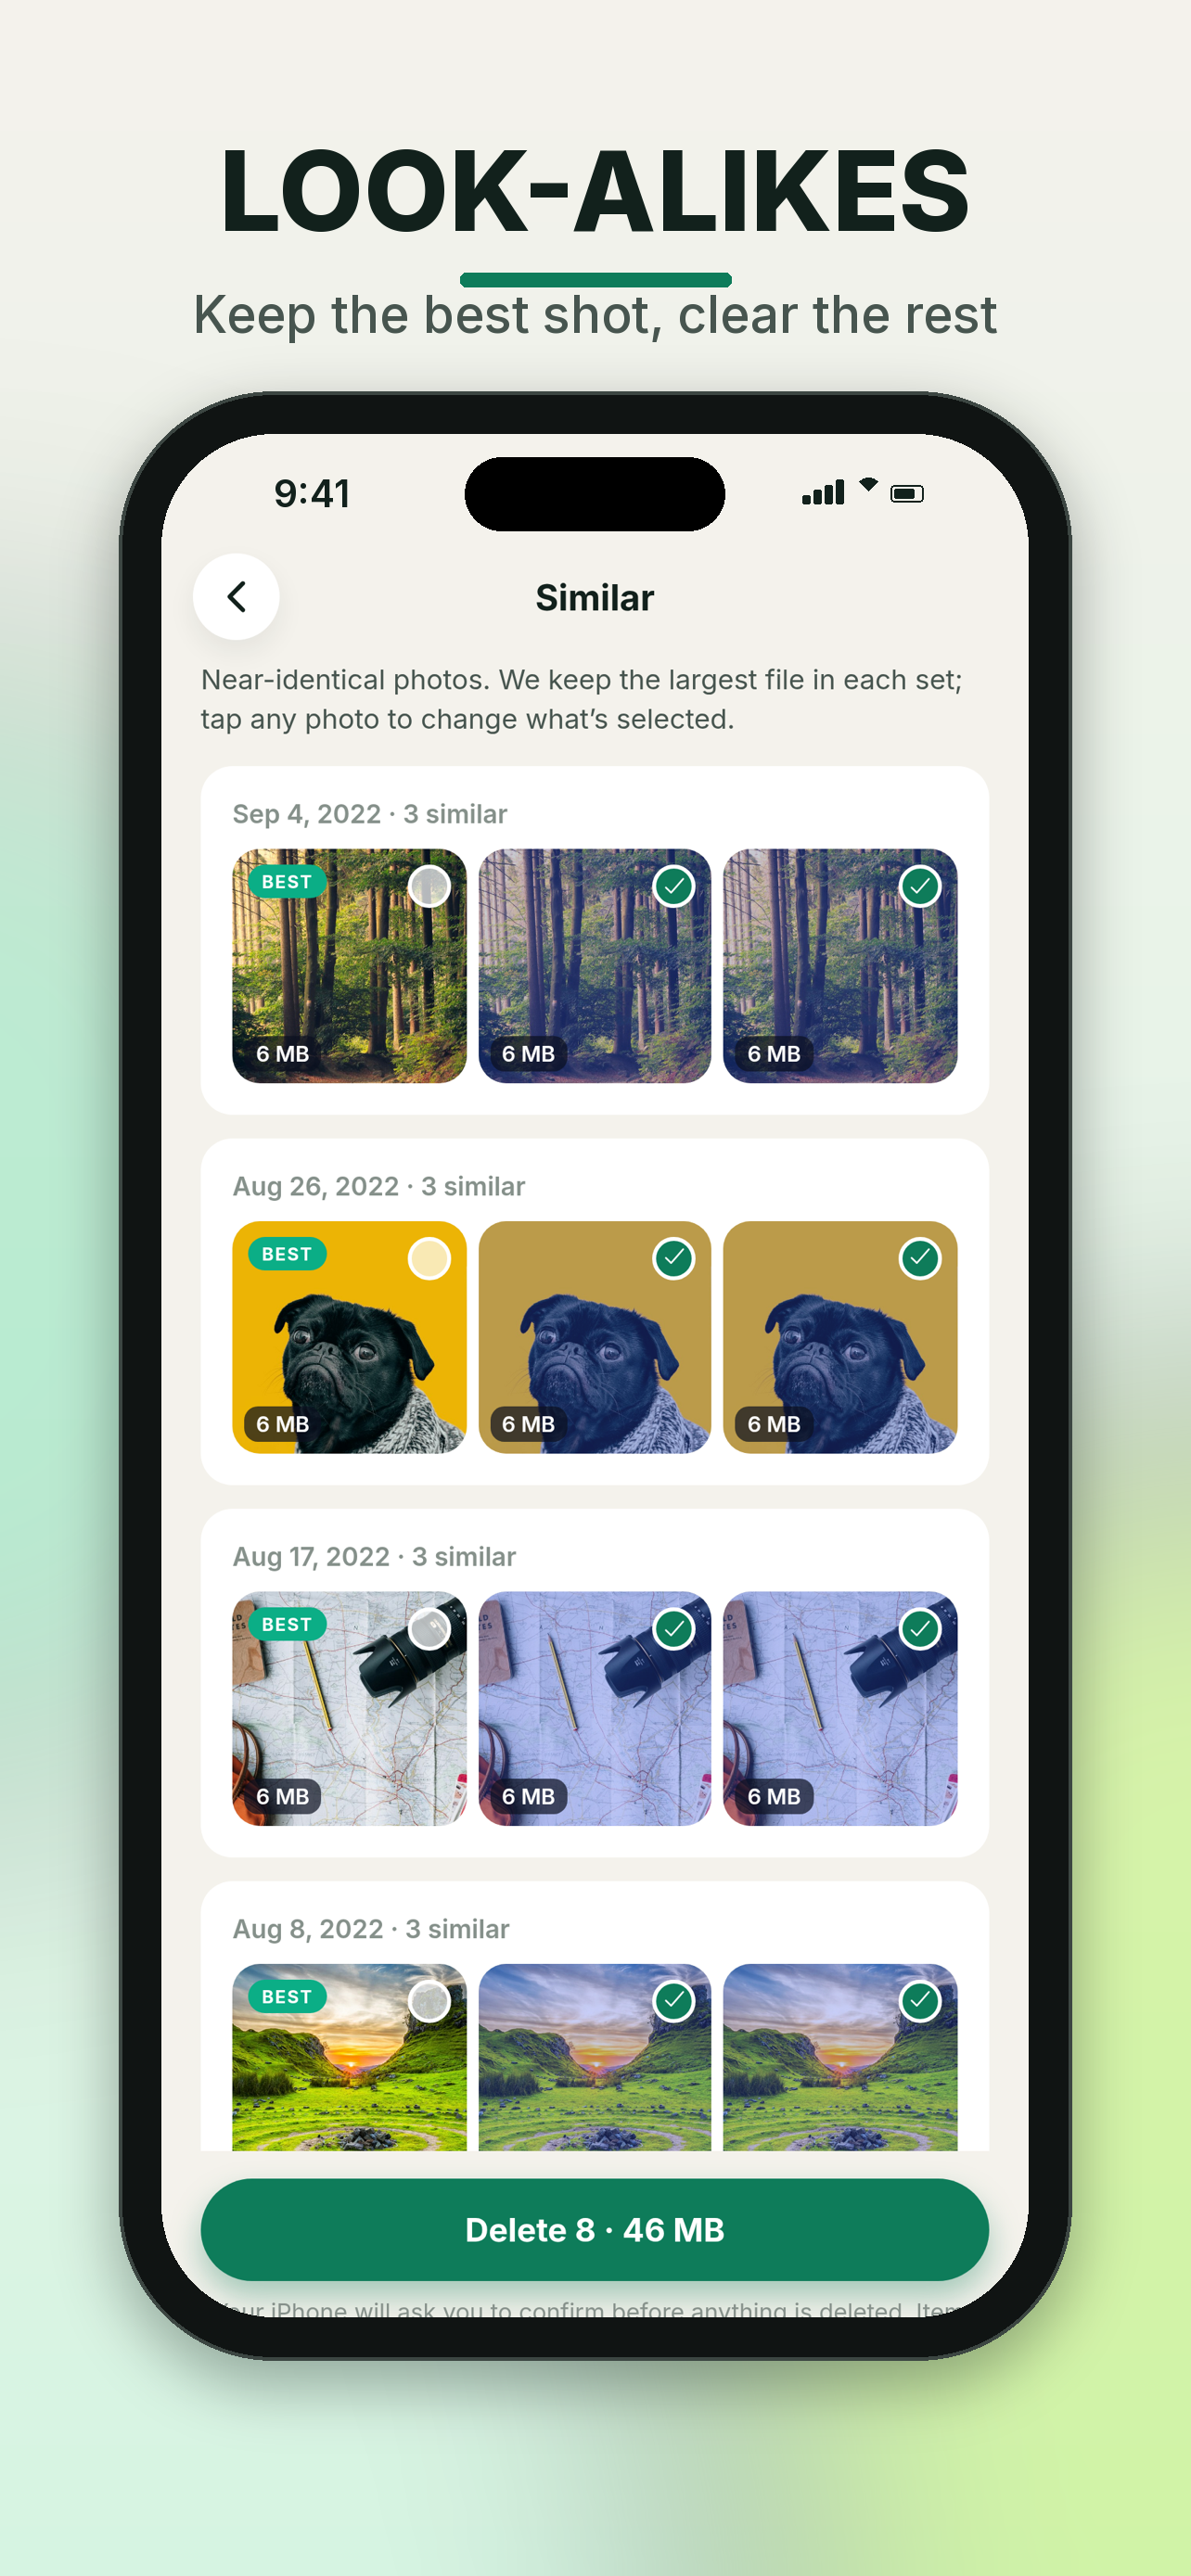 LOOK-ALIKES
Keep the best shot, clear the rest
9:41
Similar
Near-identical photos. We keep the largest file in each set;
tap any photo to change what’s selected.
Sep 4, 2022 · 3 similar
BEST
6 MB
6 MB
6 MB
Aug 26, 2022 · 3 similar
BEST
6 MB
6 MB
6 MB
Aug 17, 2022 · 3 similar
BEST
6 MB
6 MB
6 MB
Aug 8, 2022 · 3 similar
BEST
Delete 8 · 46 MB
iPhone will ask you to confirm before anything is deleted.